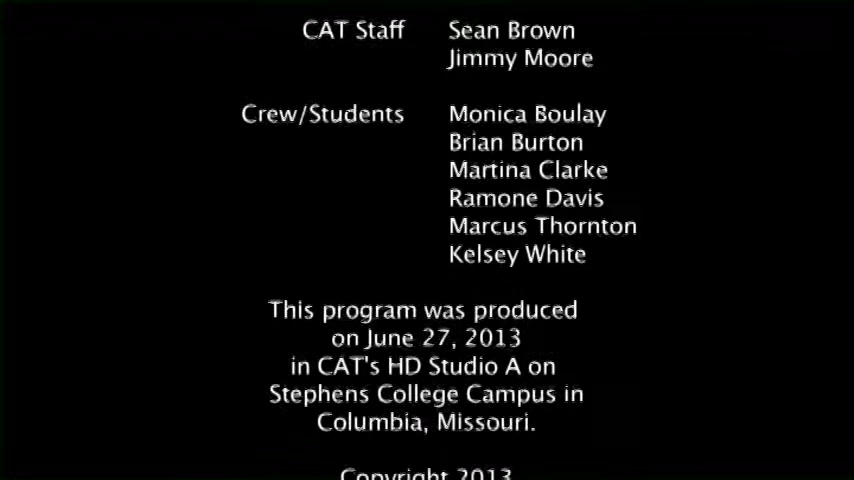 CAT Staff Sean Brown
Jimmy Moore
Crew/Students Monica Boulay
Brian Burton
Martina Clarke
Ramone Davis
Marcus Thornton
Kelsey White
This program was produced
on June 27, 2013
in CAT's HD Studio A on
Stephens College Campus in
Columbia, Missouri.
Copyright 2013